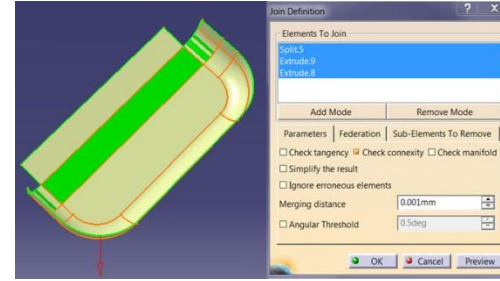 Join Definition
Elements To Join
Split.5
Extrude.9
Extrude.8
Add Mode Remove Mode
Parameters Federation Sub-Elements To Remove
Check tangency Check connexity Check manifold
Simplify the result
Ignore erroneous elements
Merging distance 0.001mm
Angular Threshold 0.5deg
OK Cancel Preview